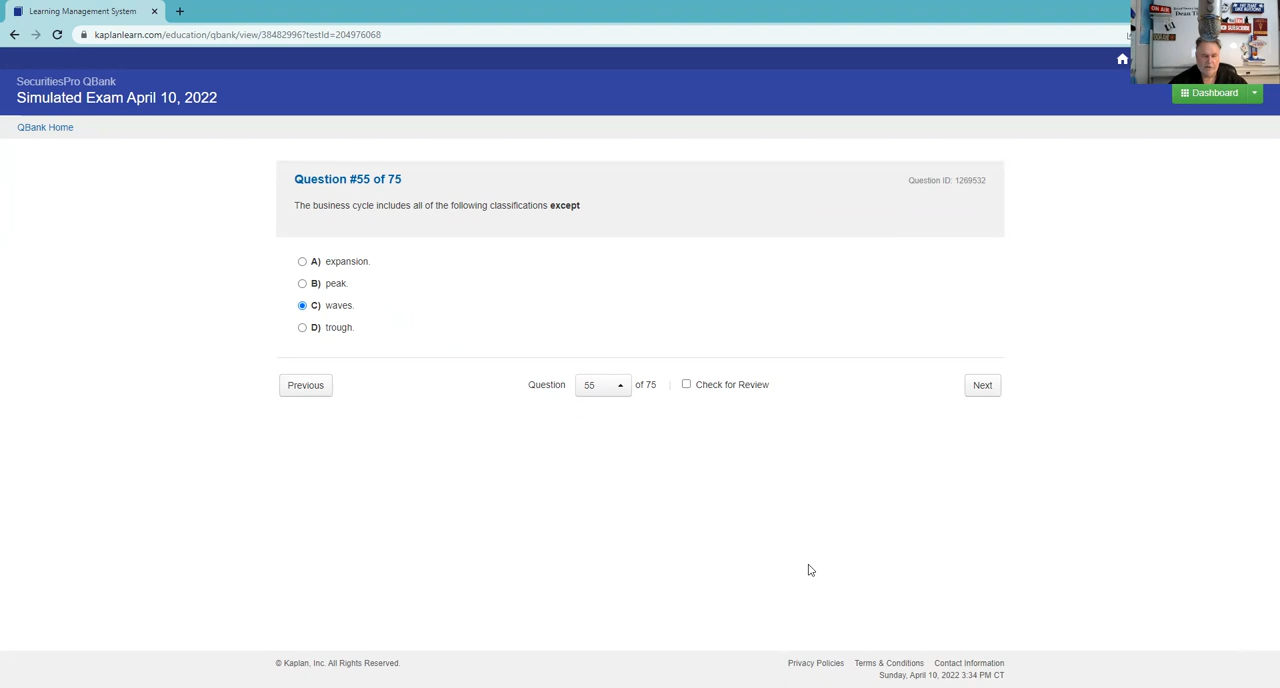 Learning Management System
kaplanlearn.com/education/qbank/view/38482996?testId=204976068
ON AIR
Dean
SecuritiesPro QBank
Simulated Exam April 10, 2022
Dashboard
QBank Home
Question #55 of 75
Question ID: 1269532
The business cycle includes all of the following classifications except
A) expansion.
B) peak.
C) waves.
D) trough.
Previous
Question 55 of 75 | Check for Review
Next
© Kaplan, Inc. All Rights Reserved.
Privacy Policies Terms & Conditions Contact Information
Sunday, April 10, 2022 3:34 PM CT